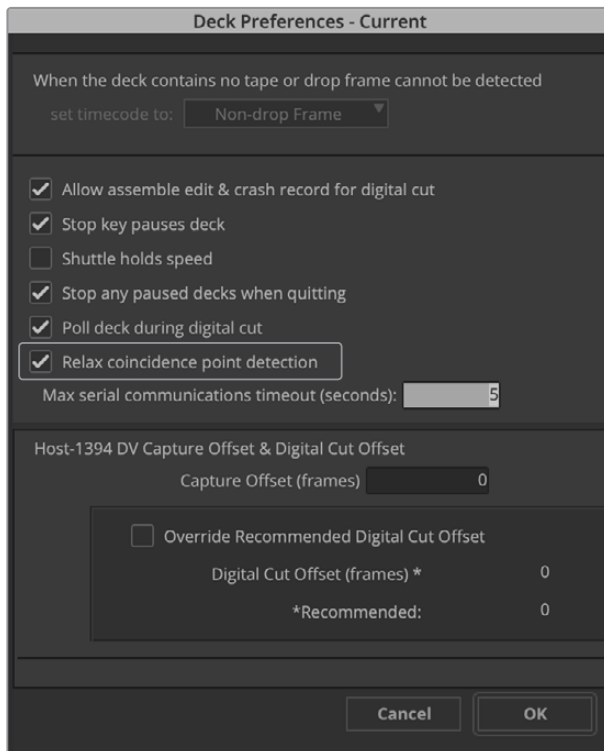 Deck Preferences - Current
When the deck contains no tape or drop frame cannot be detected
set timecode to: Non-drop Frame
Allow assemble edit & crash record for digital cut
Stop key pauses deck
Shuttle holds speed
Stop any paused decks when quitting
Poll deck during digital cut
Relax coincidence point detection
Max serial communications timeout (seconds): 5
Host-1394 DV Capture Offset & Digital Cut Offset
Capture Offset (frames) 0
Override Recommended Digital Cut Offset
Digital Cut Offset (frames) * 0
*Recommended: 0
Cancel OK